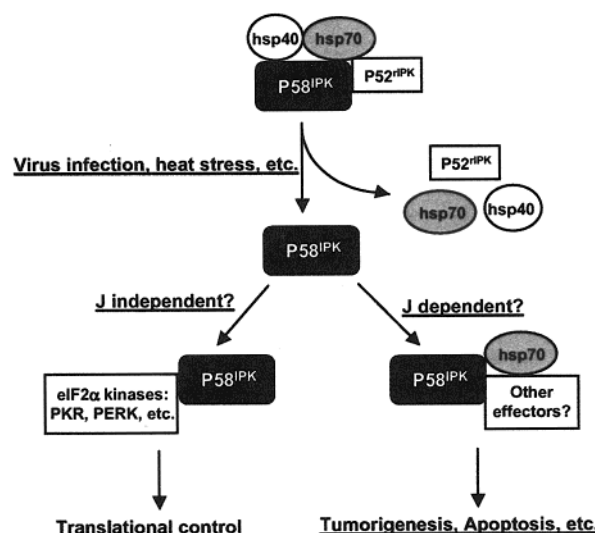 hsp40 hsp70
P58ᴵᴾᴷ
P52ʳᴵᴾᴷ
Virus infection, heat stress, etc.
P52ʳᴵᴾᴷ
hsp70 hsp40
P58ᴵᴾᴷ
J independent? J dependent?
P58ᴵᴾᴷ
eIF2α kinases:
PKR, PERK, etc.
hsp70
P58ᴵᴾᴷ
Other
effectors?
Translational control
Tumorigenesis, Apoptosis, etc.